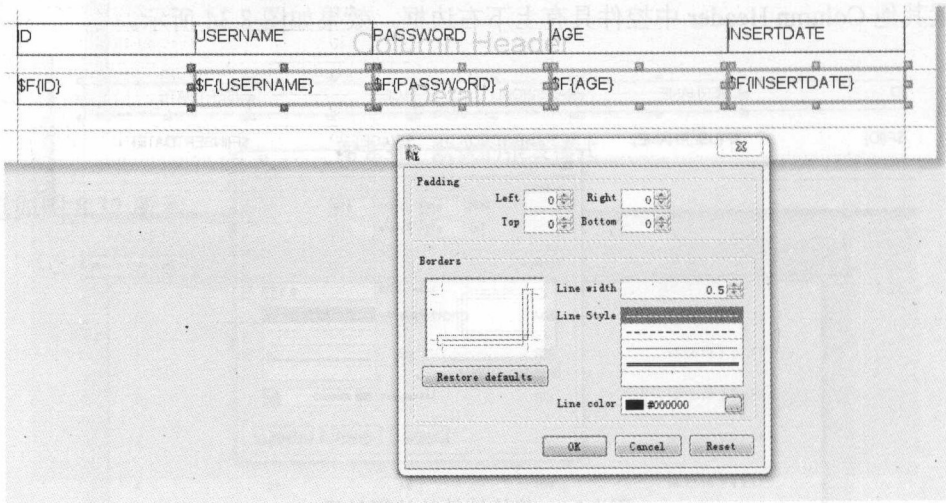 ID USERNAME PASSWORD AGE INSERTDATE
Column Header
$F{ID} $F{USERNAME} $F{PASSWORD} $F{AGE} $F{INSERTDATE}
Detail 1
Padding
Left 0 Right 0
Top 0 Bottom 0
Borders
Line width 0.5
Line Style
Restore defaults
Line color #000000
OK Cancel Reset